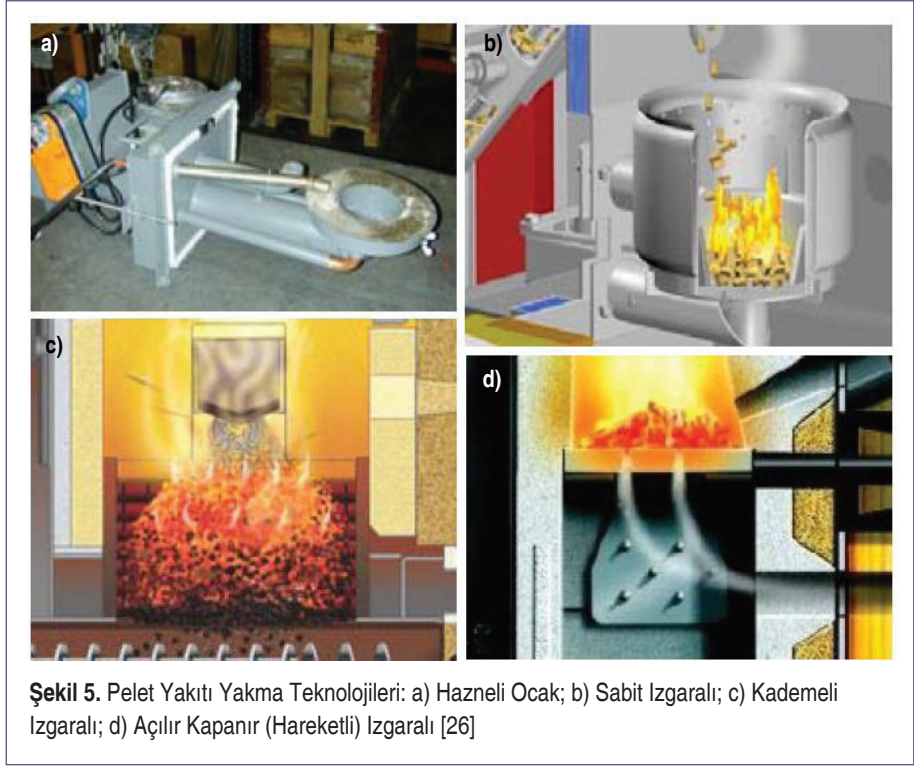 a)
b)
c)
d)
Şekil 5. Pelet Yakıtı Yakma Teknolojileri: a) Hazneli Ocak; b) Sabit Izgaralı; c) Kademeli
Izgaralı; d) Açılır Kapanır (Hareketli) Izgaralı [26]